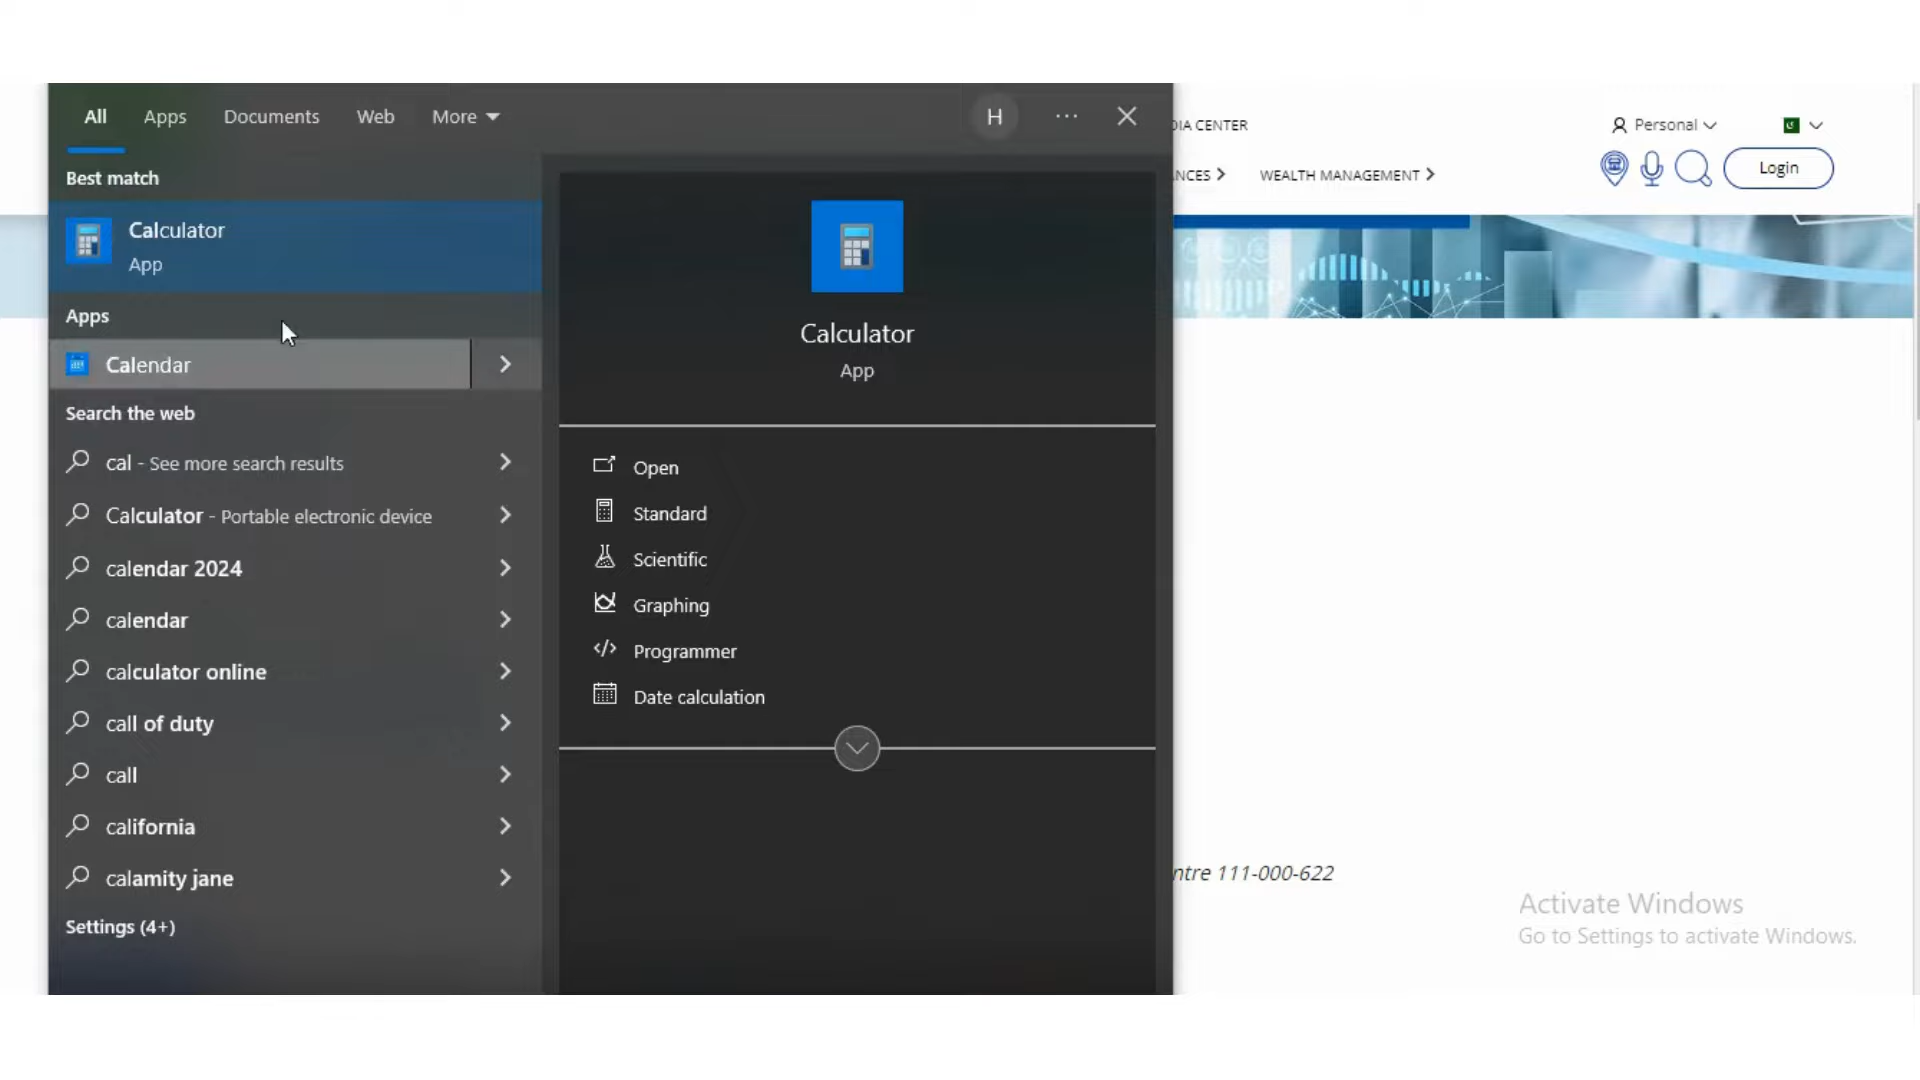 All Apps Documents Web More H
Best match
Calculator
App
Apps
Calendar
Search the web
cal - See more search results
Calculator - Portable electronic device
calendar 2024
calendar
calculator online
call of duty
call
california
calamity jane
Settings (4+)
Calculator
App
Open
Standard
Scientific
Graphing
Programmer
Date calculation
DIA CENTER
Personal
NCES
WEALTH MANAGEMENT
Login
ntre 111-000-622
Activate Windows
Go to Settings to activate Windows.